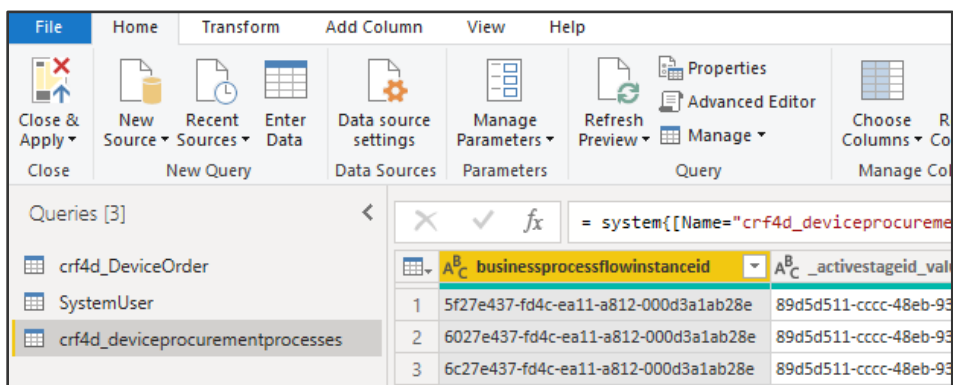 File Home Transform Add Column View Help
Close & Apply New Source Recent Sources Enter Data Data source settings Manage Parameters Refresh Preview Properties Advanced Editor Manage Choose Columns
Close New Query Data Sources Parameters Query Manage Col
Queries [3]
= system{[Name="crf4d_deviceprocureme
crf4d_DeviceOrder
SystemUser
crf4d_deviceprocurementprocesses
businessprocessflowinstanceid _activestageid_valu
1 5f27e437-fd4c-ea11-a812-000d3a1ab28e 89d5d511-cccc-48eb-93
2 6027e437-fd4c-ea11-a812-000d3a1ab28e 89d5d511-cccc-48eb-93
3 6c27e437-fd4c-ea11-a812-000d3a1ab28e 89d5d511-cccc-48eb-93